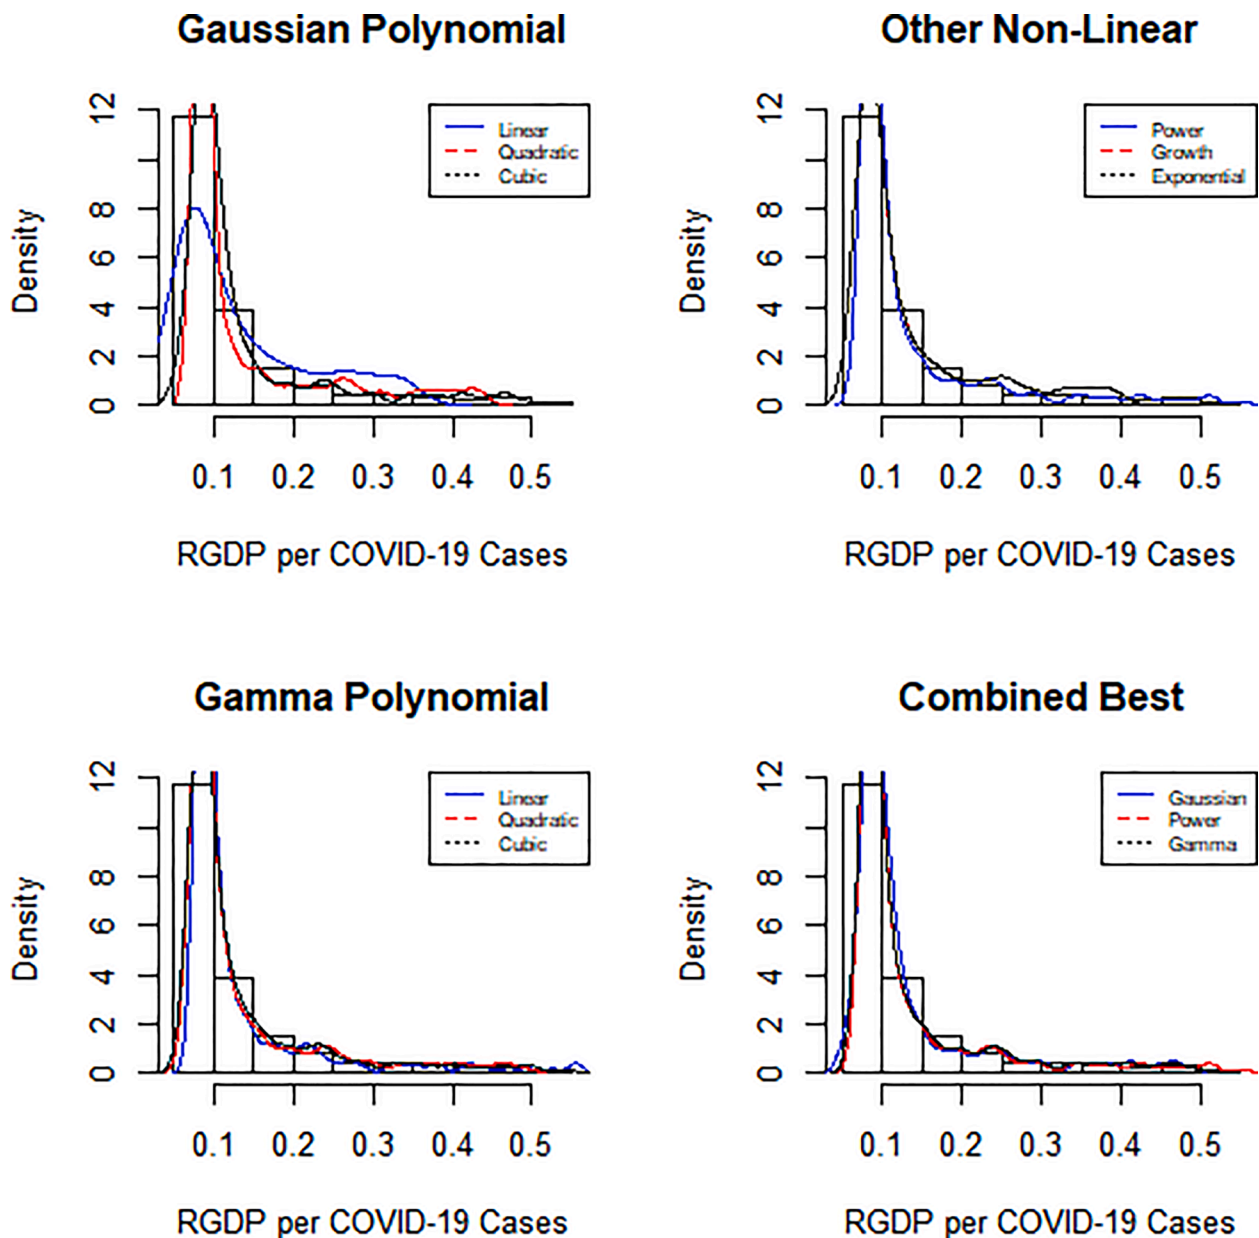 Gaussian Polynomial
Other Non-Linear
Density
0 2 4 6 8 12
Linear
Quadratic
Cubic
0.1 0.2 0.3 0.4 0.5
RGDP per COVID-19 Cases
Density
0 2 4 6 8 12
Power
Growth
Exponential
0.1 0.2 0.3 0.4 0.5
RGDP per COVID-19 Cases
Gamma Polynomial
Combined Best
Density
0 2 4 6 8 12
Linear
Quadratic
Cubic
0.1 0.2 0.3 0.4 0.5
RGDP per COVID-19 Cases
Density
0 2 4 6 8 12
Gaussian
Power
Gamma
0.1 0.2 0.3 0.4 0.5
RGDP per COVID-19 Cases